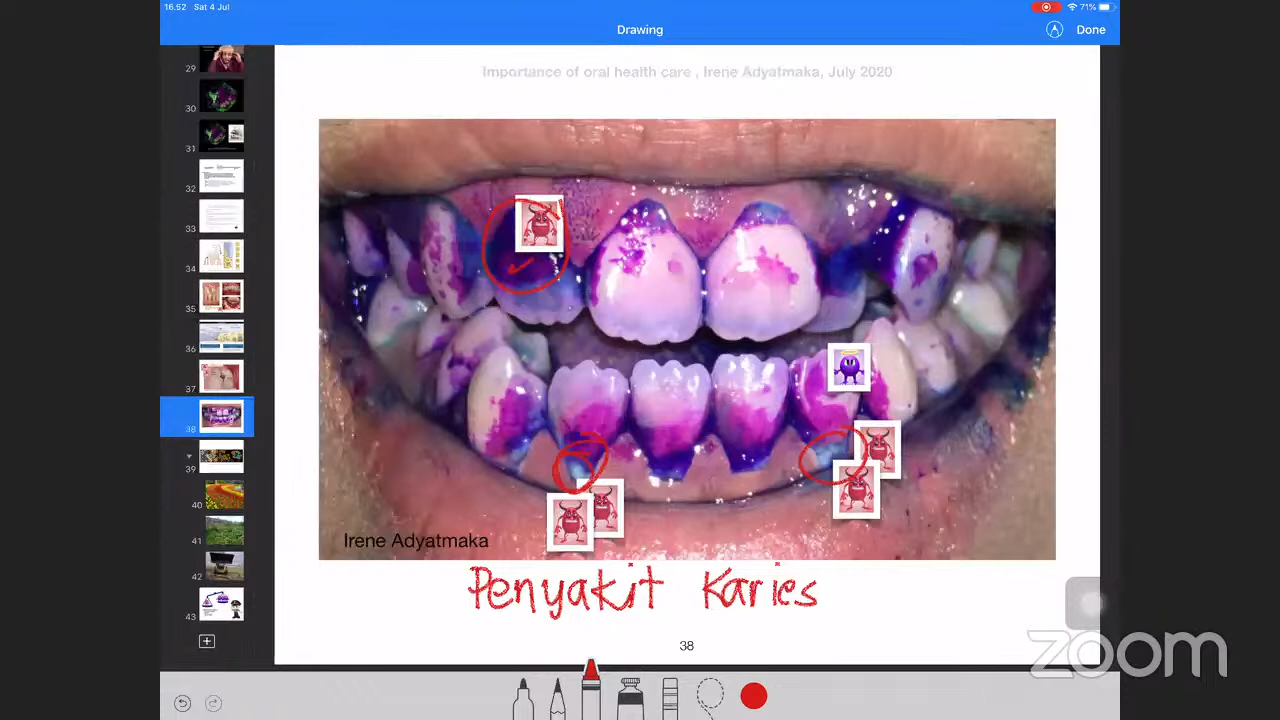 16.52 Sat 4 Jul
71%
Drawing
Done
Importance of oral health care , Irene Adyatmaka, July 2020
29
30
31
32
33
34
35
36
37
38
39
40
41
42
43
Irene Adyatmaka
Penyakit Karies
38
zoom